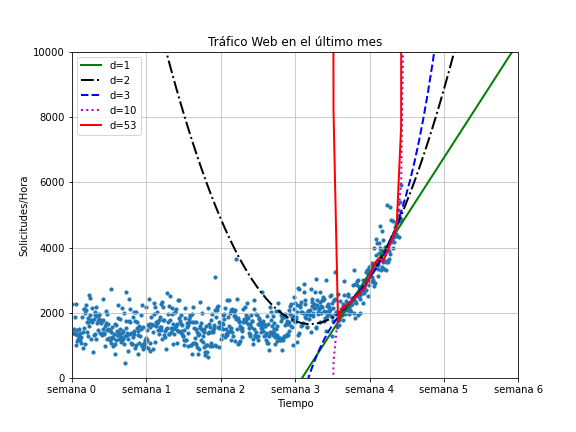 Tráfico Web en el último mes
d=1
d=2
d=3
d=10
d=53
10000
8000
6000
4000
2000
0
Solicitudes/Hora
semana 0 semana 1 semana 2 semana 3 semana 4 semana 5 semana 6
Tiempo